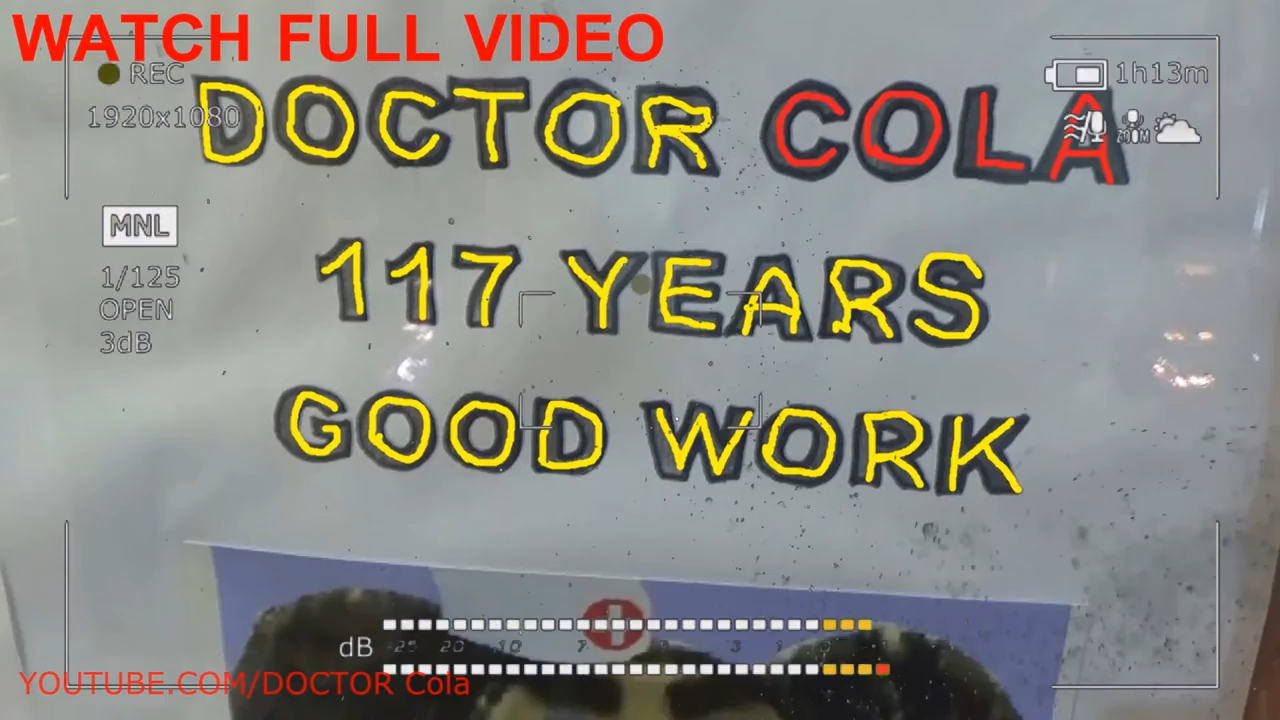 WATCH FULL VIDEO
REC
1h13m
1920x1080
DOCTOR COLA
ZOOM
MNL
1/125
OPEN
3dB
117 YEARS
GOOD WORK
dB
YOUTUBE.COM/DOCTOR Cola